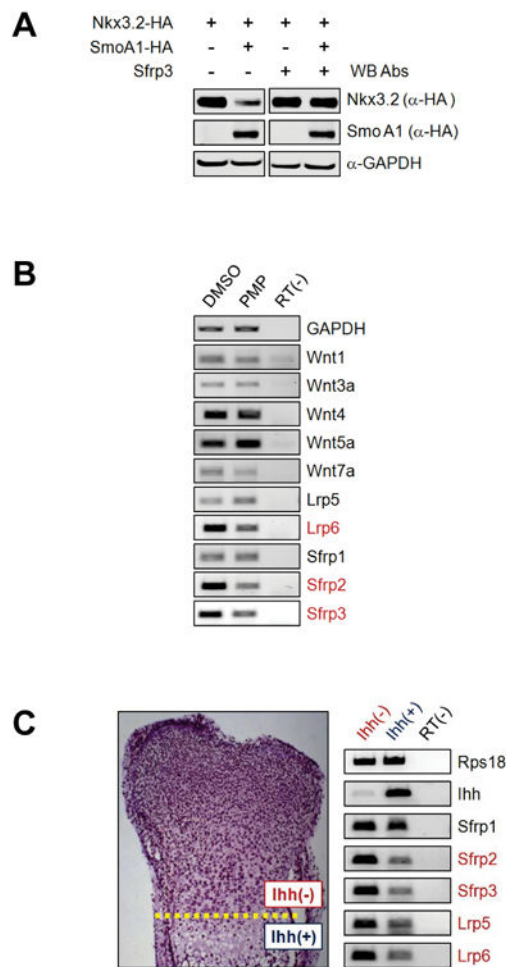 A
Nkx3.2-HA + + + +
SmoA1-HA - + - +
Sfrp3 - - + + WB Abs
Nkx3.2 (α-HA )
Smo A1 (α-HA)
α-GAPDH
B
DMSO PMP RT(-)
GAPDH
Wnt1
Wnt3a
Wnt4
Wnt5a
Wnt7a
Lrp5
Lrp6
Sfrp1
Sfrp2
Sfrp3
C
Ihh(-) Ihh(+) RT(-)
Rps18
Ihh
Sfrp1
Sfrp2
Sfrp3
Lrp5
Lrp6
Ihh(-)
Ihh(+)